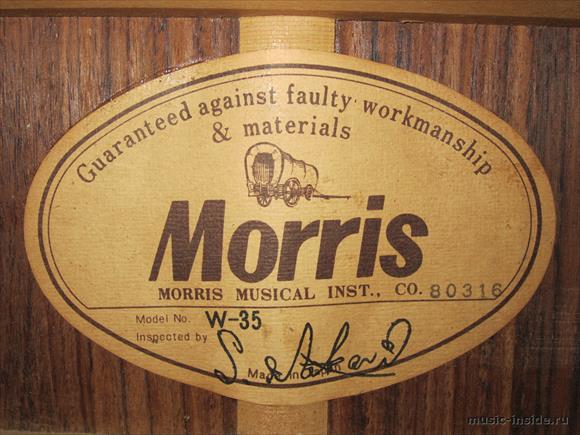 Guaranteed against faulty workmanship
& materials
Morris
MORRIS MUSICAL INST., CO. 80316
Model No. W-35
Inspected by
Made in
music-inside.ru